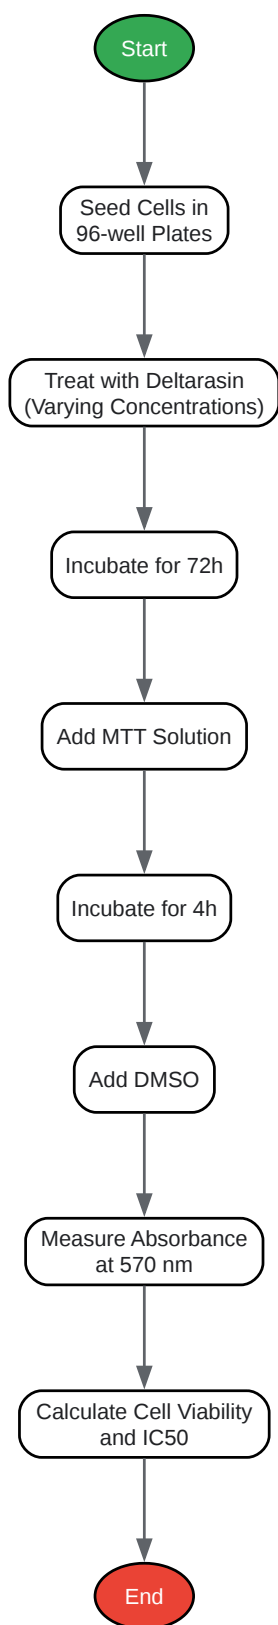 Start
Seed Cells in
96-well Plates
Treat with Deltarasin
(Varying Concentrations)
Incubate for 72h
Add MTT Solution
Incubate for 4h
Add DMSO
Measure Absorbance
at 570 nm
Calculate Cell Viability
and IC50
End